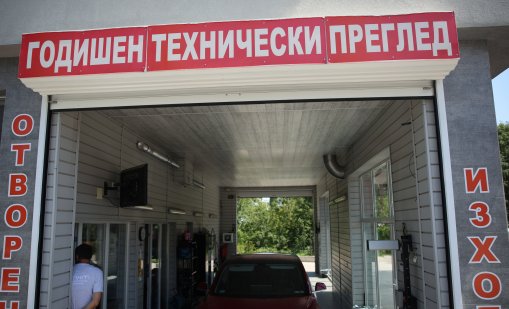 ГОДИШЕН ТЕХНИЧЕСКИ ПРЕГЛЕД
ОТВОРЕН
ИЗХО